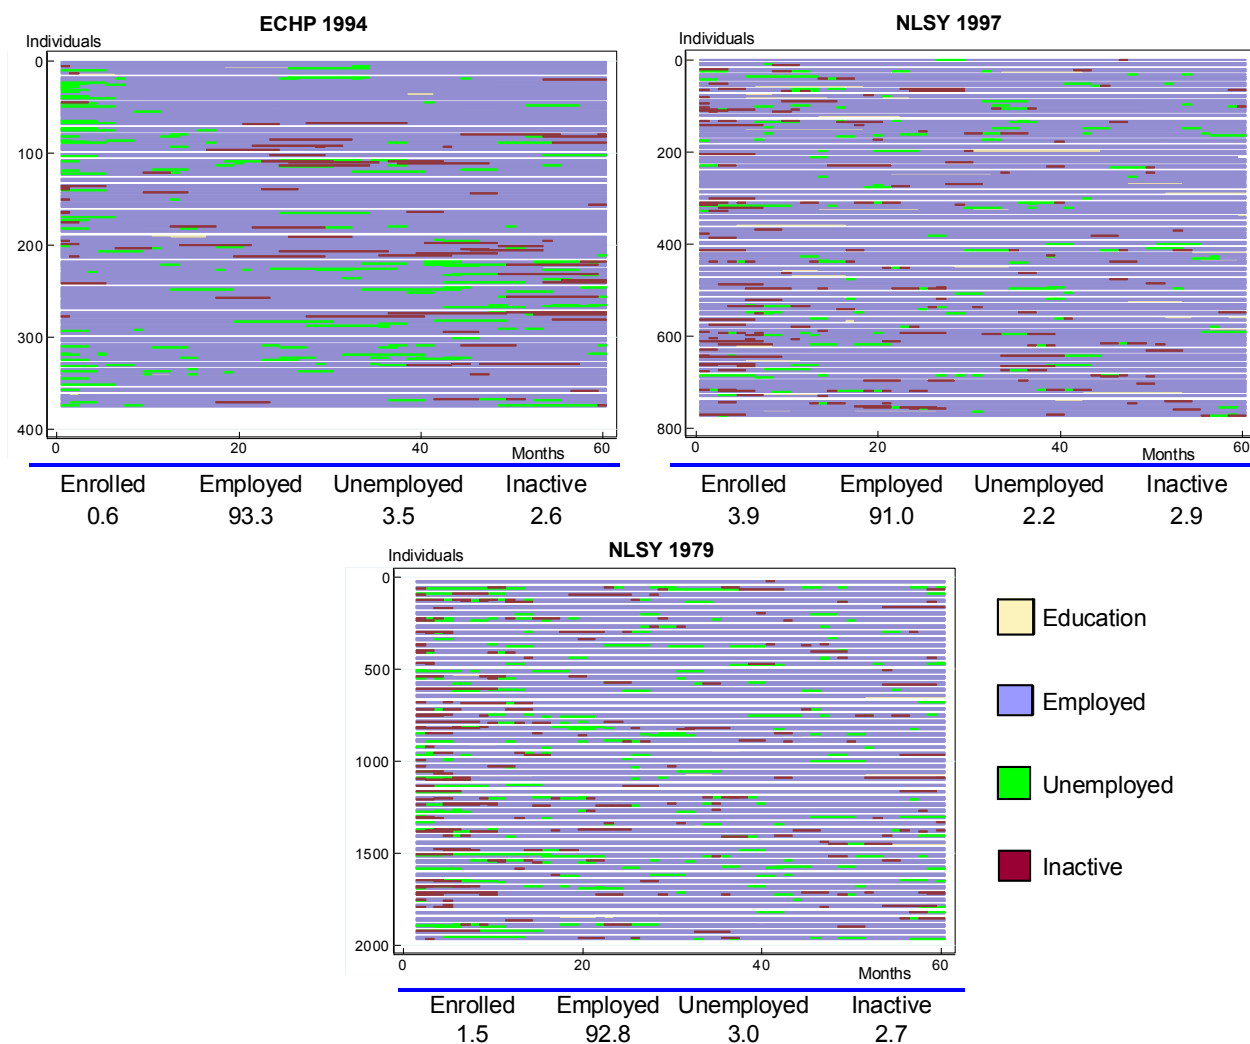 ECHP 1994
Individuals
0
100
200
300
400
0 20 40 60
Months
Enrolled Employed Unemployed Inactive
0.6 93.3 3.5 2.6
NLSY 1997
Individuals
0
200
400
600
800
0 20 40 60
Months
Enrolled Employed Unemployed Inactive
3.9 91.0 2.2 2.9
NLSY 1979
Individuals
0
500
1000
1500
2000
0 20 40 60
Months
Enrolled Employed Unemployed Inactive
1.5 92.8 3.0 2.7
Education
Employed
Unemployed
Inactive